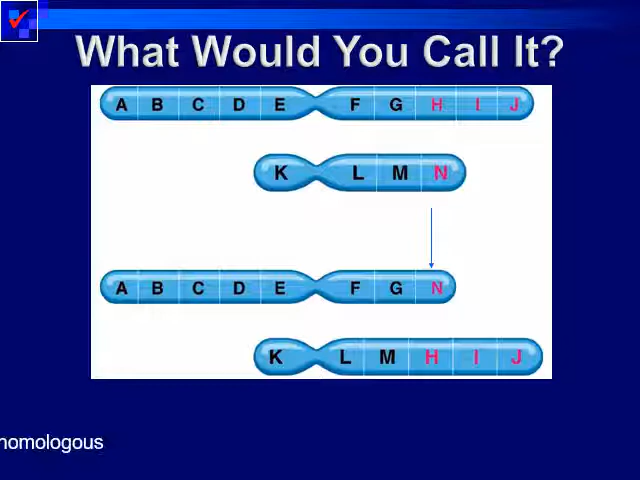 What Would You Call It?
A B C D E F G H I J
K L M N
A B C D E F G N
K L M H I J
homologous